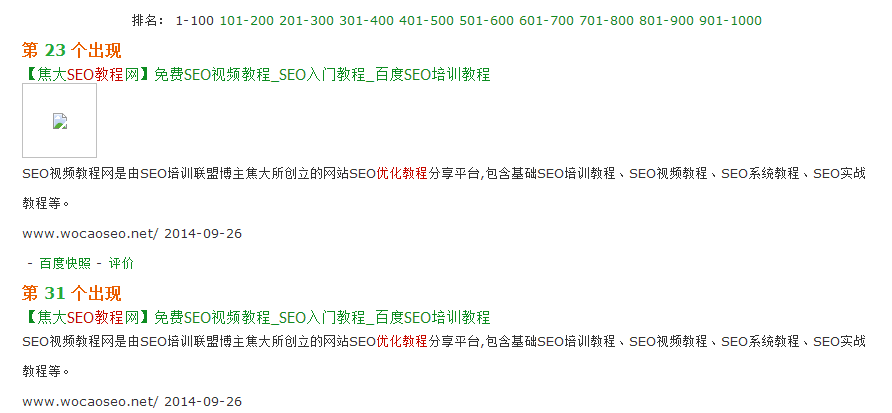 排名： 1-100 101-200 201-300 301-400 401-500 501-600 601-700 701-800 801-900 901-1000
第 23 个出现
【焦大SEO教程网】免费SEO视频教程_SEO入门教程_百度SEO培训教程
SEO视频教程网是由SEO培训联盟博主焦大所创立的网站SEO优化教程分享平台,包含基础SEO培训教程、SEO视频教程、SEO系统教程、SEO实战
教程等。
www.wocaoseo.net/ 2014-09-26
- 百度快照 - 评价
第 31 个出现
【焦大SEO教程网】免费SEO视频教程_SEO入门教程_百度SEO培训教程
SEO视频教程网是由SEO培训联盟博主焦大所创立的网站SEO优化教程分享平台,包含基础SEO培训教程、SEO视频教程、SEO系统教程、SEO实战
教程等。
www.wocaoseo.net/ 2014-09-26